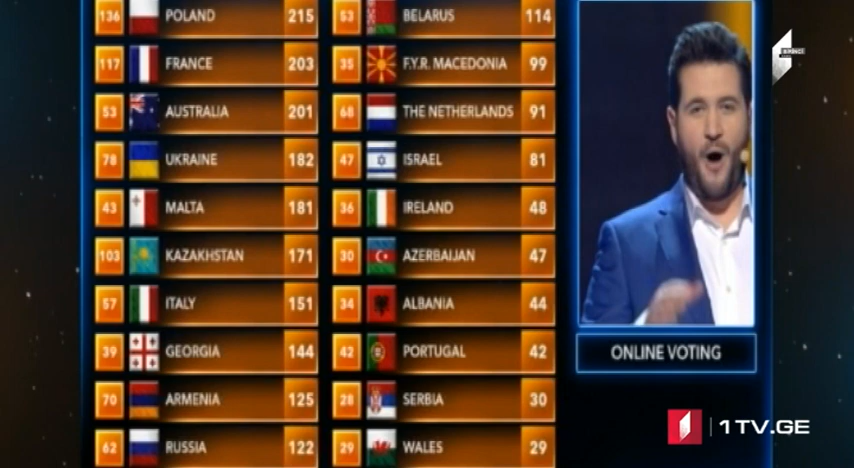 136 POLAND 215
117 FRANCE 203
53 AUSTRALIA 201
78 UKRAINE 182
43 MALTA 181
103 KAZAKHSTAN 171
57 ITALY 151
39 GEORGIA 144
70 ARMENIA 125
62 RUSSIA 122
53 BELARUS 114
35 F.Y.R. MACEDONIA 99
68 THE NETHERLANDS 91
47 ISRAEL 81
36 IRELAND 48
30 AZERBAIJAN 47
34 ALBANIA 44
42 PORTUGAL 42
28 SERBIA 30
29 WALES 29
ONLINE VOTING
1TV.GE